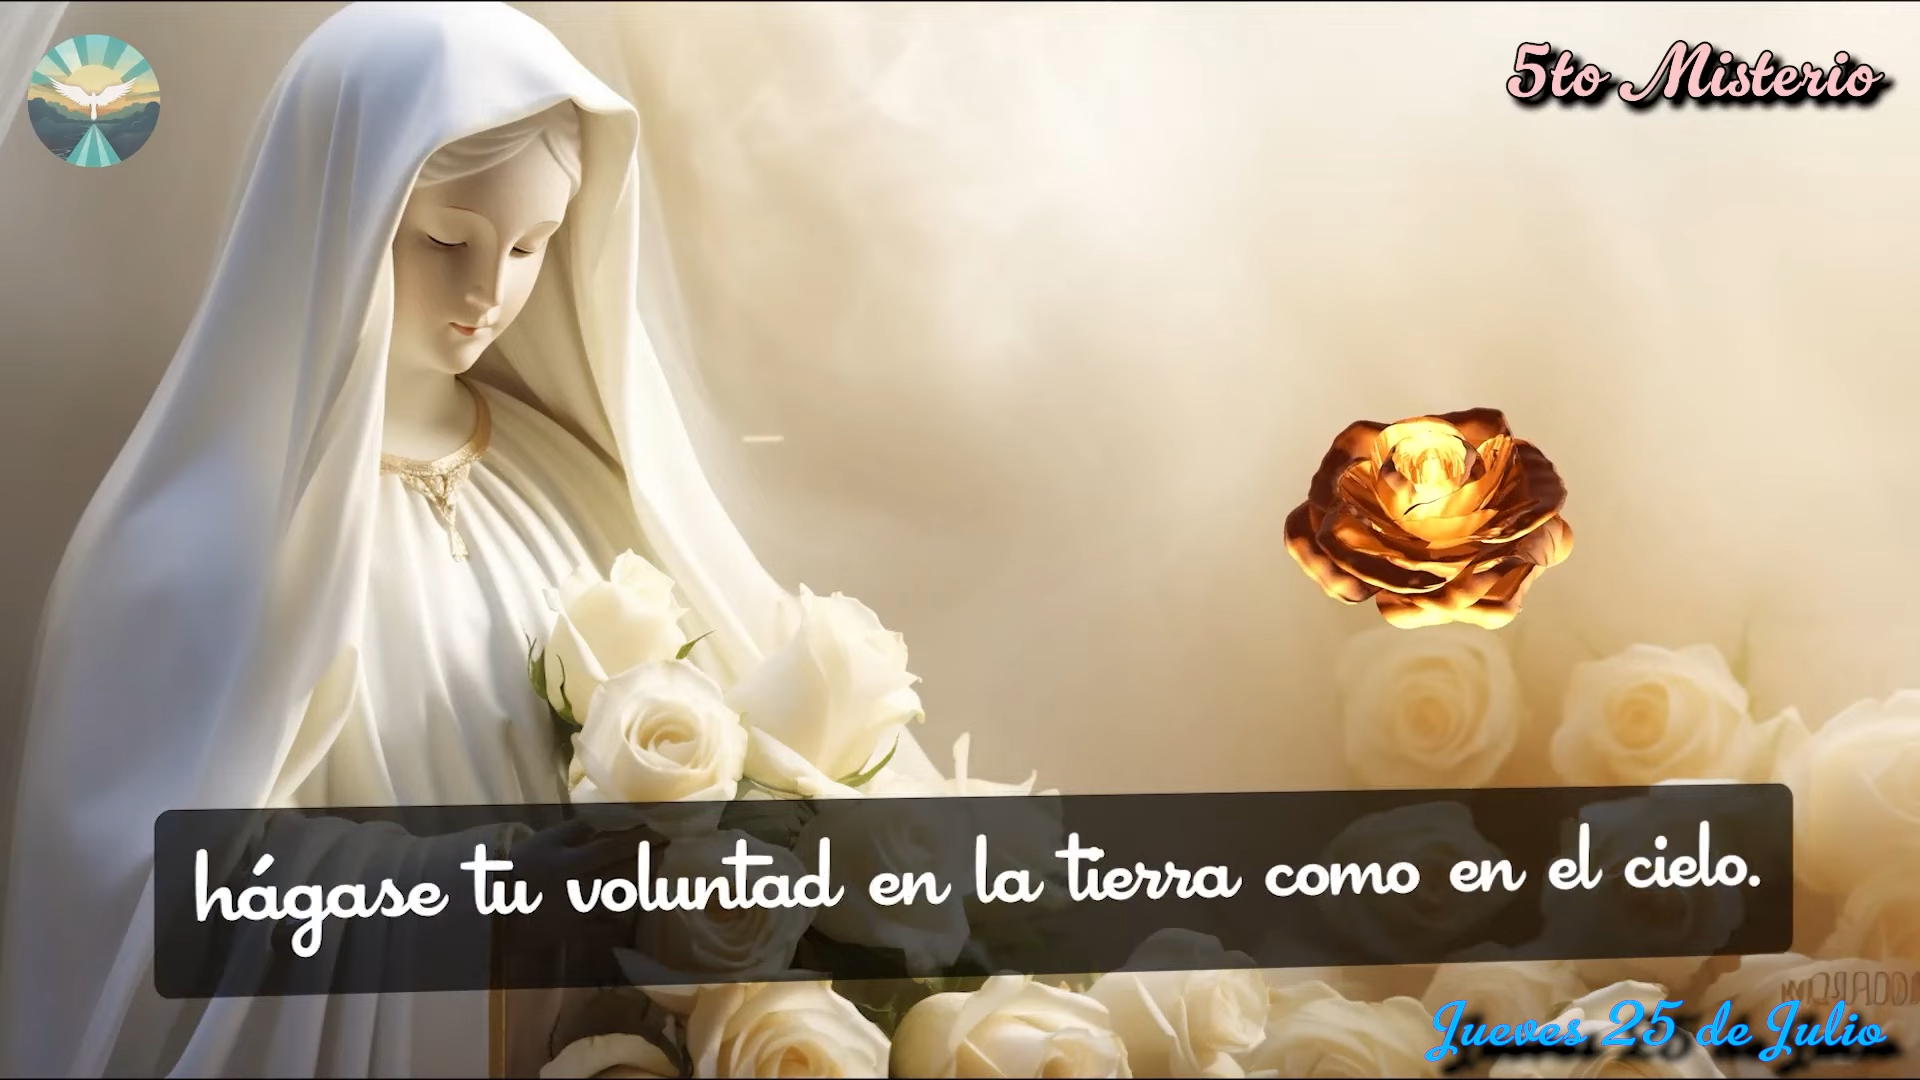 5to Misterio
hágase tu voluntad en la tierra como en el cielo.
Jueves 25 de Julio